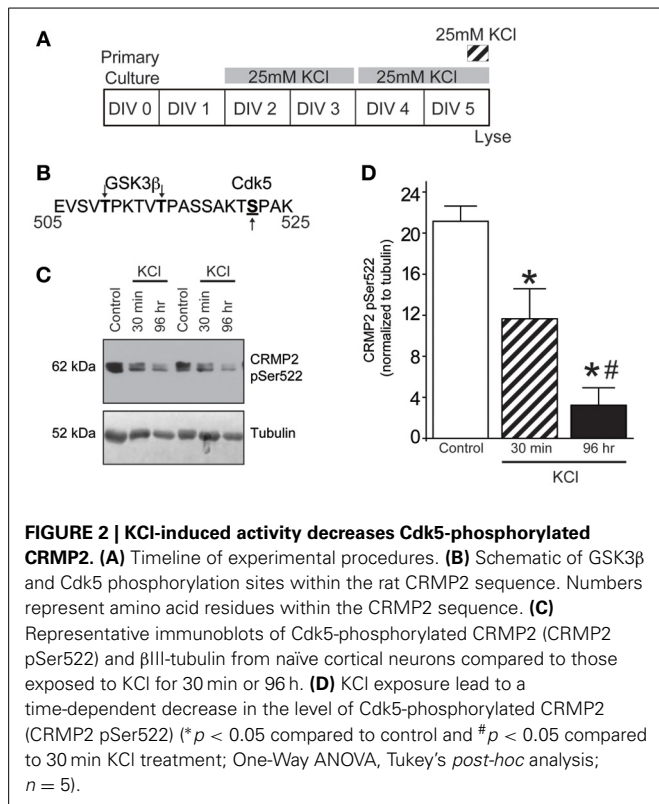 A
25mM KCl
Primary
Culture
25mM KCl
25mM KCl
DIV 0
DIV 1
DIV 2
DIV 3
DIV 4
DIV 5
Lyse
B
GSK3β
Cdk5
EVSVTPKTVTPASSAKTSPAK
505
525
C
KCl
KCl
Control
30 min
96 hr
Control
30 min
96 hr
62 kDa
CRMP2
pSer522
52 kDa
Tubulin
D
CRMP2 pSer522
(normalized to tubulin)
24
20
16
12
8
4
0
*
* #
Control
30 min
96 hr
KCl
FIGURE 2 | KCl-induced activity decreases Cdk5-phosphorylated
CRMP2. (A) Timeline of experimental procedures. (B) Schematic of GSK3β
and Cdk5 phosphorylation sites within the rat CRMP2 sequence. Numbers
represent amino acid residues within the CRMP2 sequence. (C)
Representative immunoblots of Cdk5-phosphorylated CRMP2 (CRMP2
pSer522) and βIII-tubulin from naïve cortical neurons compared to those
exposed to KCl for 30 min or 96 h. (D) KCl exposure lead to a
time-dependent decrease in the level of Cdk5-phosphorylated CRMP2
(CRMP2 pSer522) (*p < 0.05 compared to control and #p < 0.05 compared
to 30 min KCl treatment; One-Way ANOVA, Tukey's post-hoc analysis;
n = 5).